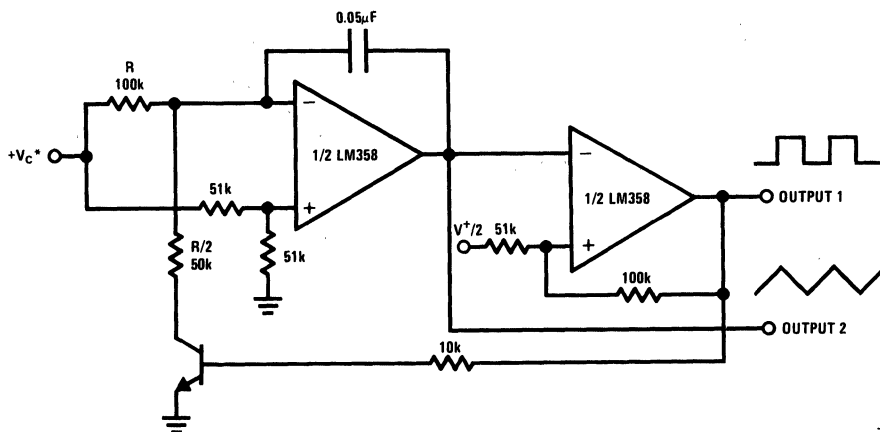 0.05μF
R
100k
+VC*
1/2 LM358
51k
51k
R/2
50k
1/2 LM358
V+/2
51k
100k
OUTPUT 1
OUTPUT 2
10k